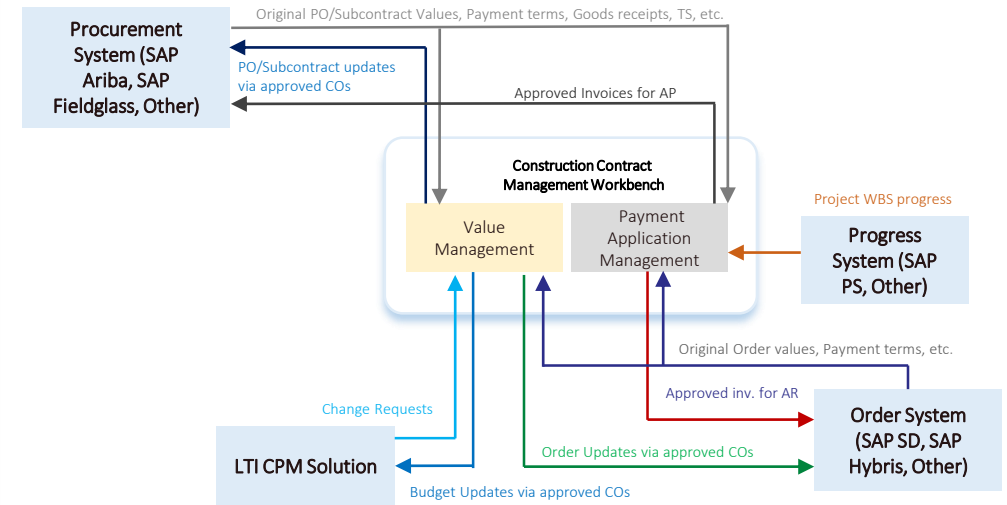 Original PO/Subcontract Values, Payment terms, Goods receipts, TS, etc.
Procurement
System (SAP
Ariba, SAP
Fieldglass, Other)
PO/Subcontract updates
via approved COs
Approved Invoices for AP
Construction Contract
Management Workbench
Value
Management
Payment
Application
Management
Project WBS progress
Progress
System (SAP
PS, Other)
Original Order values, Payment terms, etc.
Approved inv. for AR
Change Requests
Order System
(SAP SD, SAP
Hybris, Other)
LTI CPM Solution
Order Updates via approved COs
Budget Updates via approved COs